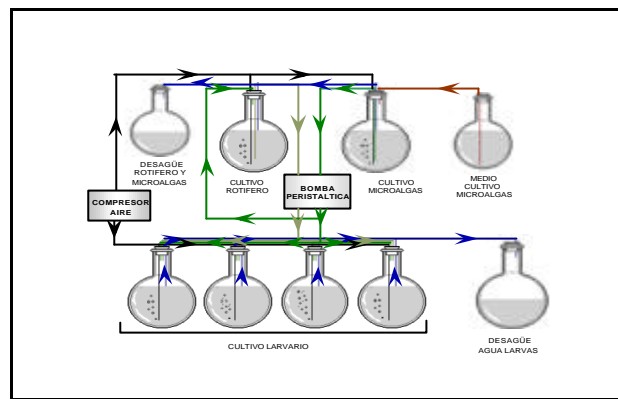 DESAGÜE
ROTIFERO Y
MICROALGAS
CULTIVO
ROTIFERO
CULTIVO
MICROALGAS
MEDIO
CULTIVO
MICROALGAS
COMPRESOR
AIRE
BOMBA
PERISTALTICA
CULTIVO LARVARIO
DESAGÜE
AGUA LARVAS